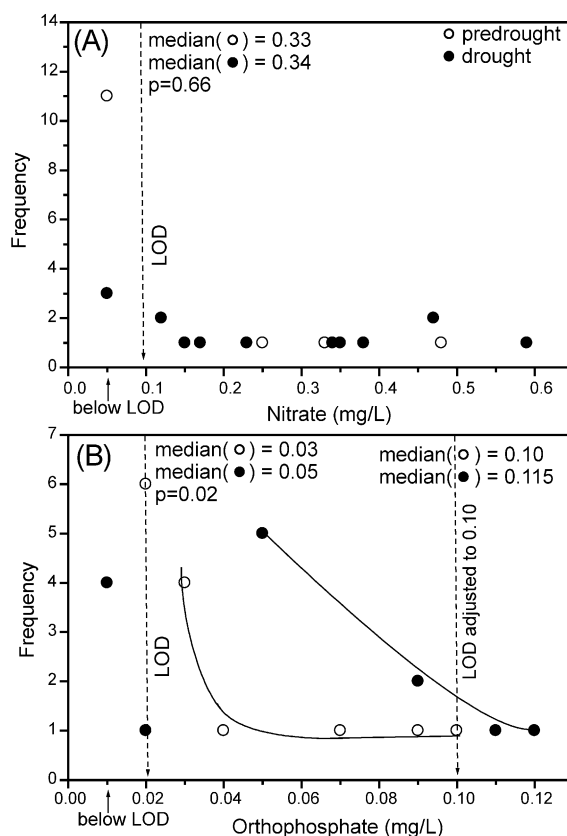 (A)
median(○) = 0.33
median(●) = 0.34
p=0.66
○ predrought
● drought
14
12
10
8
6
4
2
0
Frequency
LOD
0.0 0.1 0.2 0.3 0.4 0.5 0.6
below LOD
Nitrate (mg/L)
(B)
median(○) = 0.03
median(●) = 0.05
p=0.02
median(○) = 0.10
median(●) = 0.115
7
6
5
4
3
2
1
0
Frequency
LOD
LOD adjusted to 0.10
0.00 0.02 0.04 0.06 0.08 0.10 0.12
below LOD
Orthophosphate (mg/L)